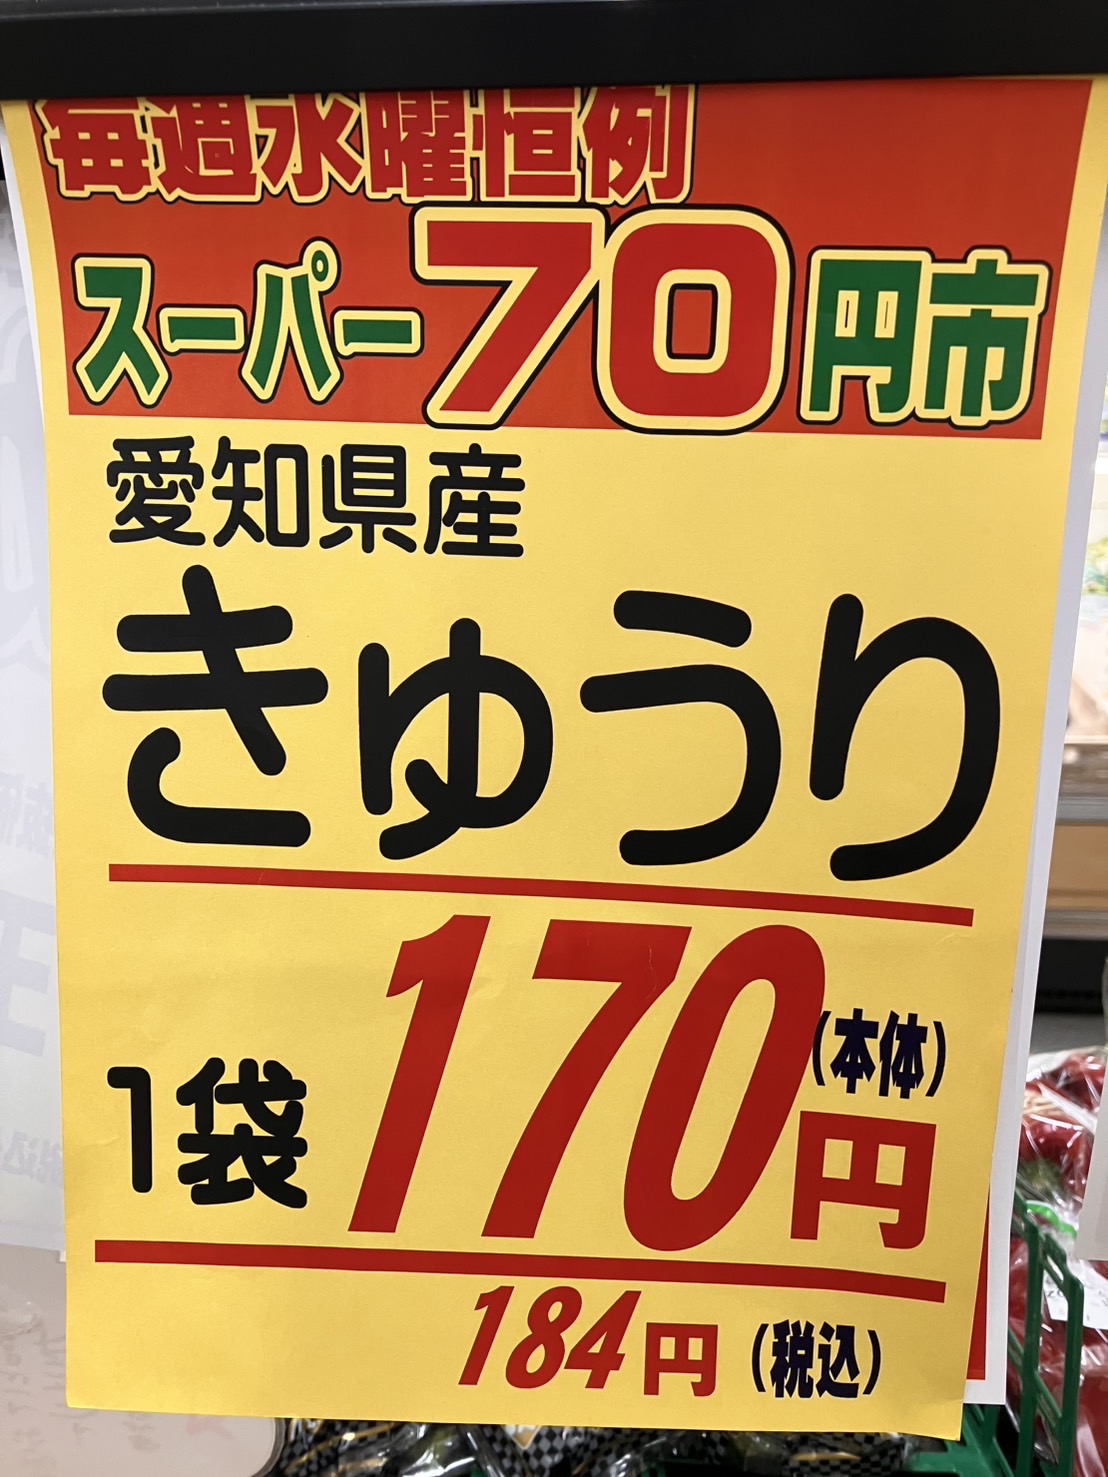 毎週水曜恒例
スーパー70円市
愛知県産
きゅうり
1袋 170円 (本体)
184円 (税込)